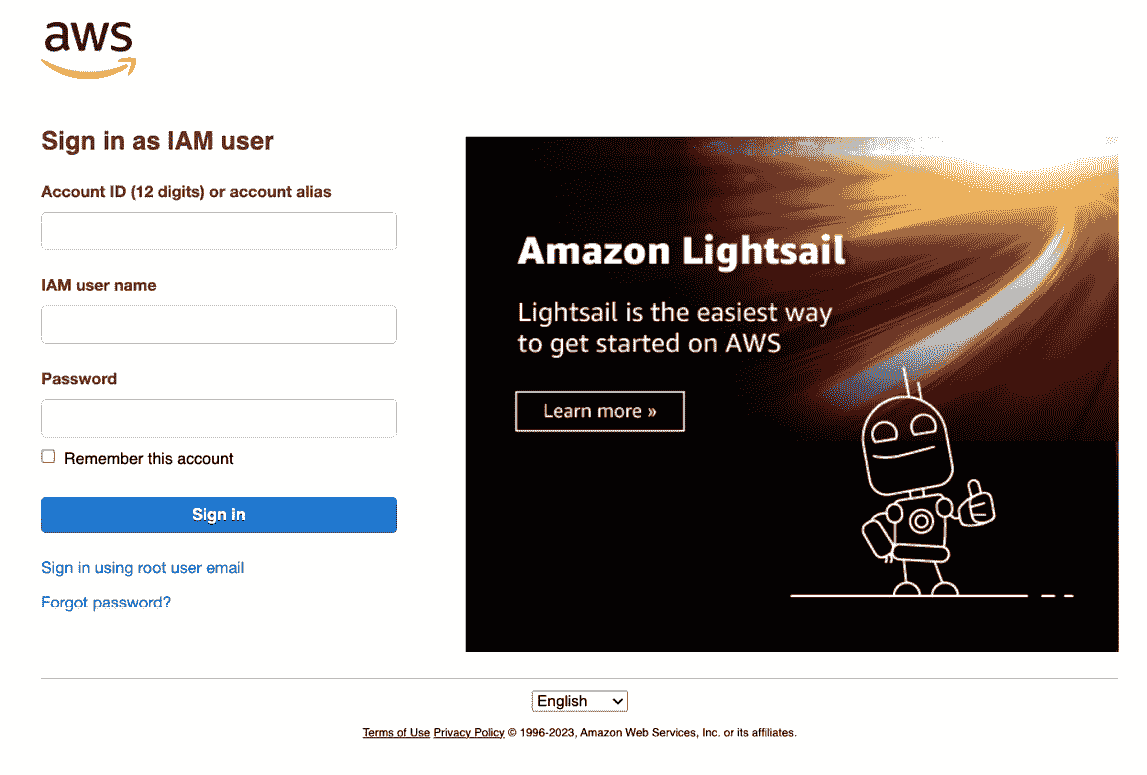 aws
Sign in as IAM user
Account ID (12 digits) or account alias
IAM user name
Password
Remember this account
Sign in
Sign in using root user email
Forgot password?
Amazon Lightsail
Lightsail is the easiest way
to get started on AWS
Learn more »
English
Terms of Use Privacy Policy © 1996-2023, Amazon Web Services, Inc. or its affiliates.